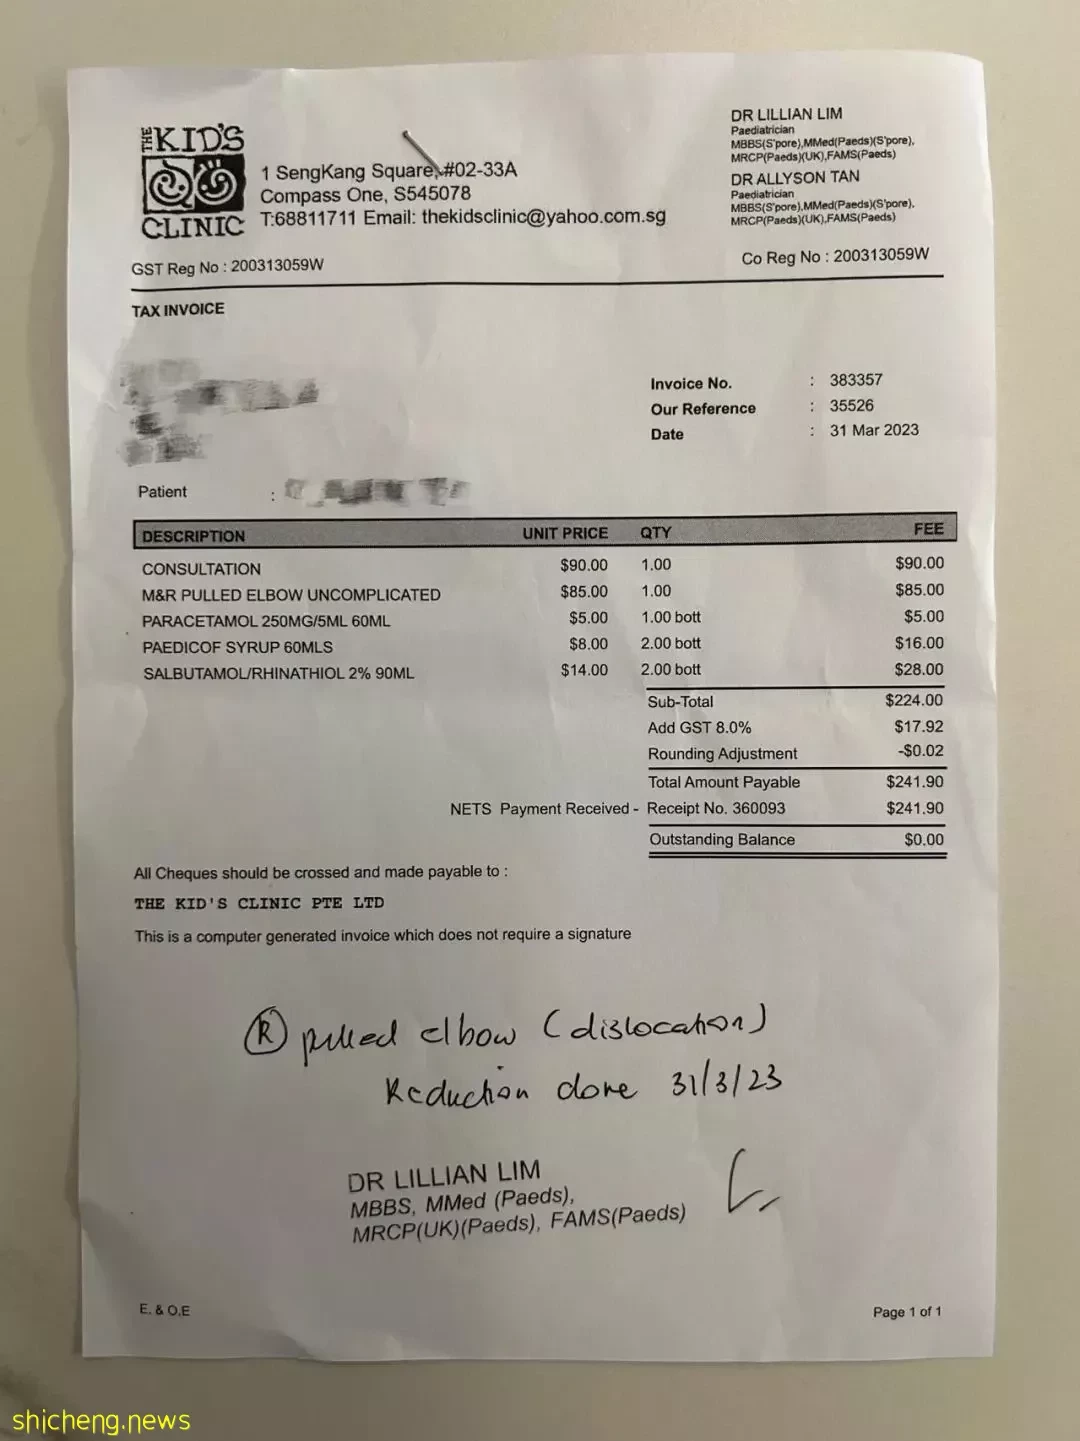 THE KID'S CLINIC
1 SengKang Square, #02-33A
Compass One, S545078
T:68811711 Email: thekidsclinic@yahoo.com.sg
DR LILLIAN LIM
Paediatrician
MBBS(S'pore),MMed(Paeds)(S'pore),
MRCP(Paeds)(UK),FAMS(Paeds)
DR ALLYSON TAN
Paediatrician
MBBS(S'pore),MMed(Paeds)(S'pore),
MRCP(Paeds)(UK),FAMS(Paeds)
GST Reg No : 200313059W
Co Reg No : 200313059W
TAX INVOICE
Invoice No. : 383357
Our Reference : 35526
Date : 31 Mar 2023
Patient :
DESCRIPTION UNIT PRICE QTY FEE
CONSULTATION $90.00 1.00 $90.00
M&R PULLED ELBOW UNCOMPLICATED $85.00 1.00 $85.00
PARACETAMOL 250MG/5ML 60ML $5.00 1.00 bott $5.00
PAEDICOF SYRUP 60MLS $8.00 2.00 bott $16.00
SALBUTAMOL/RHINATHIOL 2% 90ML $14.00 2.00 bott $28.00
Sub-Total $224.00
Add GST 8.0% $17.92
Rounding Adjustment -$0.02
Total Amount Payable $241.90
NETS Payment Received - Receipt No. 360093 $241.90
Outstanding Balance $0.00
All Cheques should be crossed and made payable to :
THE KID'S CLINIC PTE LTD
This is a computer generated invoice which does not require a signature
R pulled elbow (dislocation)
Reduction done 31/3/23
DR LILLIAN LIM
MBBS, MMed (Paeds),
MRCP(UK)(Paeds), FAMS(Paeds)
E. & O.E
Page 1 of 1
shicheng.news